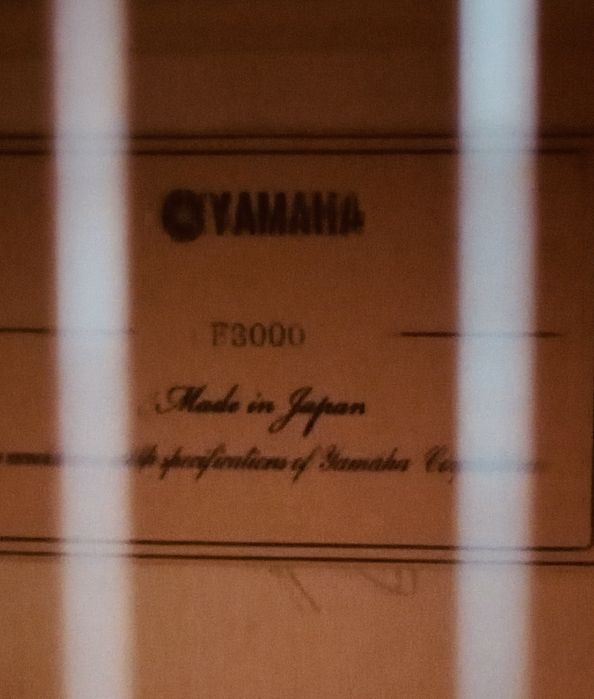 YAMAHA
F3000
Made in Japan
specifications of Yamaha